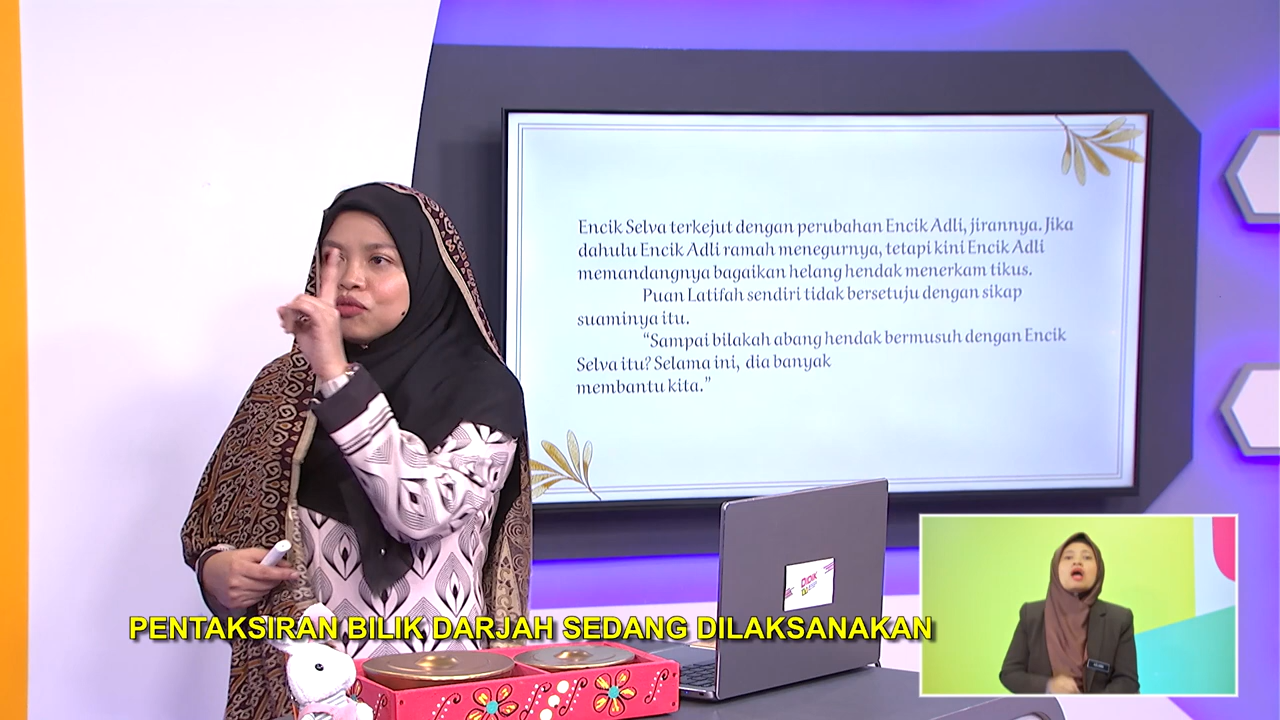 Encik Selva terkejut dengan perubahan Encik Adli, jirannya. Jika
dahulu Encik Adli ramah menegurnya, tetapi kini Encik Adli
memandangnya bagaikan helang hendak menerkam tikus.
Puan Latifah sendiri tidak bersetuju dengan sikap
suaminya itu.
“Sampai bilakah abang hendak bermusuh dengan Encik
Selva itu? Selama ini, dia banyak
membantu kita.”
DIDIK
PENTAKSIRAN BILIK DARJAH SEDANG DILAKSANAKAN